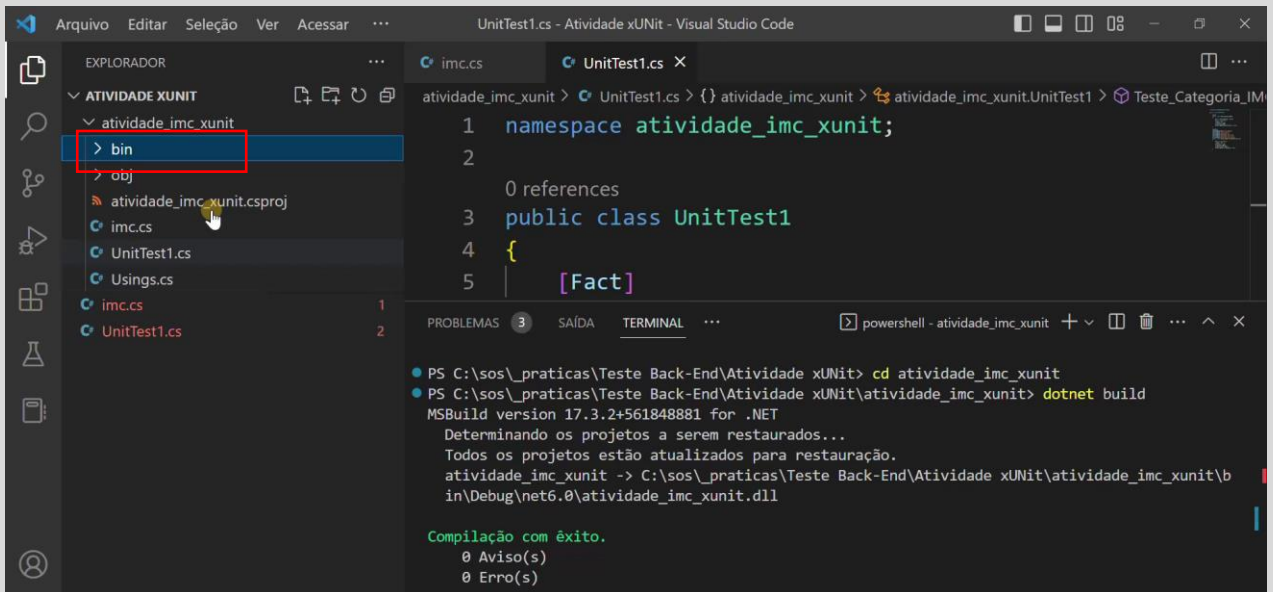 Arquivo Editar Seleção Ver Acessar ··· UnitTest1.cs - Atividade xUNit - Visual Studio Code
EXPLORADOR ···
ATIVIDADE XUNIT
atividade_imc_xunit
bin
obj
atividade_imc_xunit.csproj
imc.cs
UnitTest1.cs
Usings.cs
imc.cs 1
UnitTest1.cs 2
imc.cs UnitTest1.cs
atividade_imc_xunit > UnitTest1.cs > {} atividade_imc_xunit > atividade_imc_xunit.UnitTest1 > Teste_Categoria_IM
1 namespace atividade_imc_xunit;
2
0 references
3 public class UnitTest1
4 {
5 [Fact]
PROBLEMAS 3 SAÍDA TERMINAL ··· powershell - atividade_imc_xunit
PS C:\sos\_praticas\Teste Back-End\Atividade xUNit> cd atividade_imc_xunit
PS C:\sos\_praticas\Teste Back-End\Atividade xUNit\atividade_imc_xunit> dotnet build
MSBuild version 17.3.2+561848881 for .NET
Determinando os projetos a serem restaurados...
Todos os projetos estão atualizados para restauração.
atividade_imc_xunit -> C:\sos\_praticas\Teste Back-End\Atividade xUNit\atividade_imc_xunit\b
in\Debug\net6.0\atividade_imc_xunit.dll
Compilação com êxito.
0 Aviso(s)
0 Erro(s)